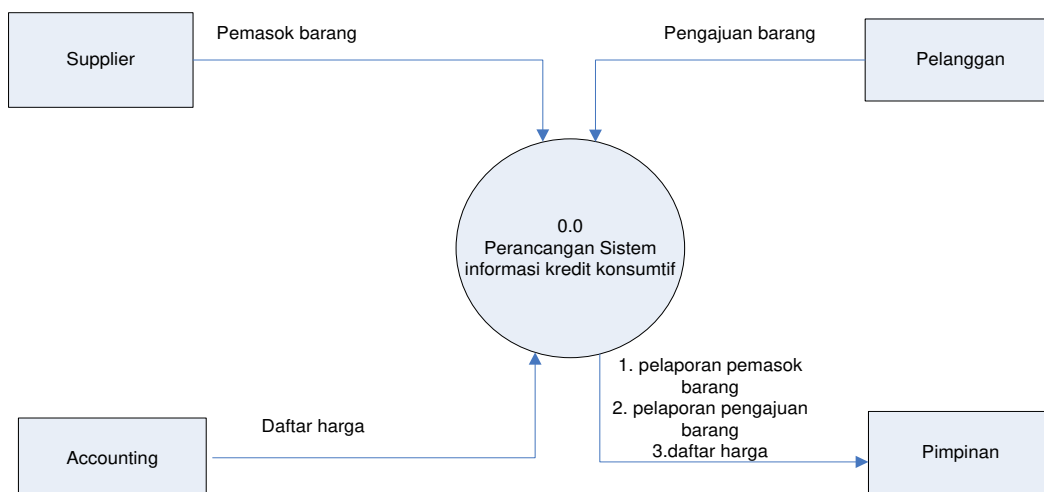 Pemasok barang
Pengajuan barang
Supplier
Pelanggan
0.0
Perancangan Sistem
informasi kredit konsumtif
1. pelaporan pemasok
barang
2. pelaporan pengajuan
barang
3.daftar harga
Daftar harga
Accounting
Pimpinan